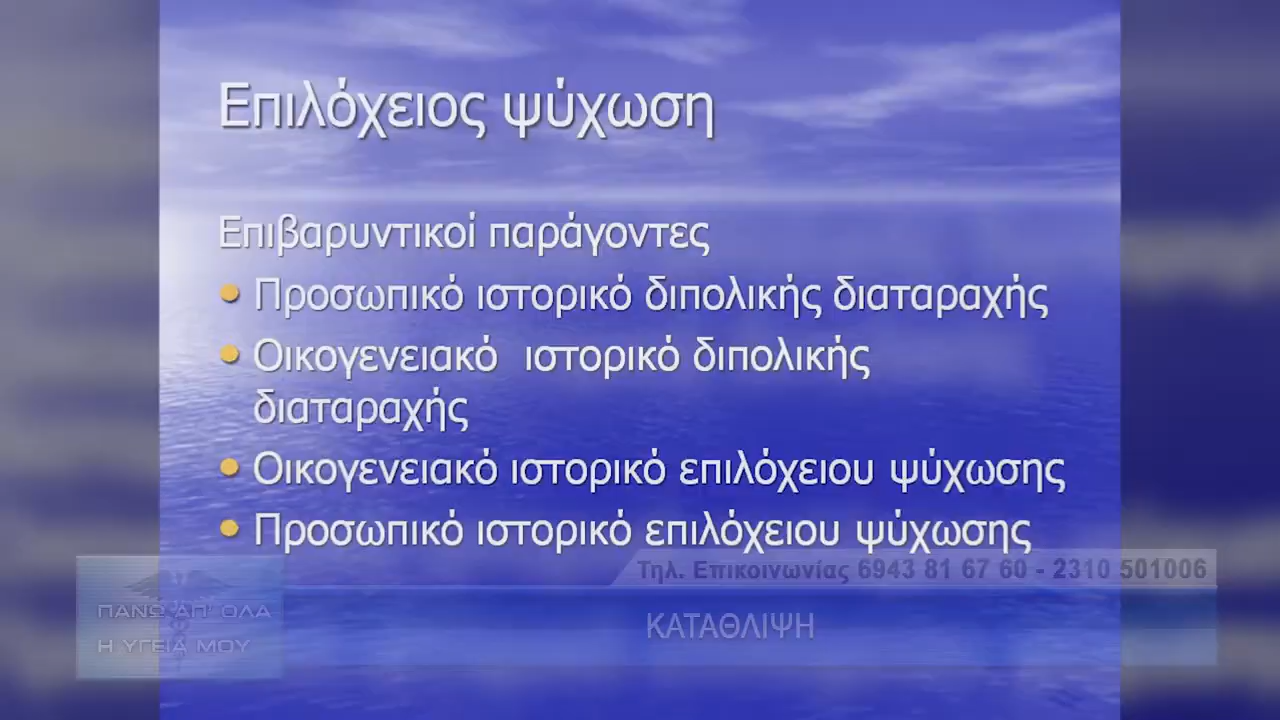 Επιλόχειος ψύχωση
Επιβαρυντικοί παράγοντες
• Προσωπικό ιστορικό διπολικής διαταραχής
• Οικογενειακό ιστορικό διπολικής
διαταραχής
• Οικογενειακό ιστορικό επιλόχειου ψύχωσης
• Προσωπικό ιστορικό επιλόχειου ψύχωσης
Τηλ. Επικοινωνίας 6943 81 67 60 - 2310 501006
ΠΑΝΩ ΑΠ' ΟΛΑ
Η ΥΓΕΙΑ ΜΟΥ
ΚΑΤΑΘΛΙΨΗ